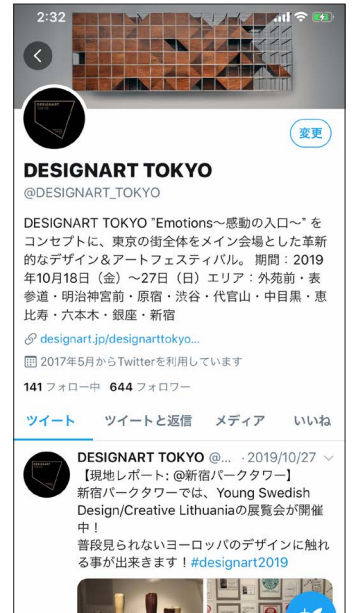 2:32
変更
DESIGNART TOKYO
@DESIGNART_TOKYO
DESIGNART TOKYO "Emotions〜感動の入口〜" を
コンセプトに、東京の街全体をメイン会場とした革新
的なデザイン＆アートフェスティバル。 期間：2019
年10月18日（金）〜27日（日）エリア：外苑前・表
参道・明治神宮前・原宿・渋谷・代官山・中目黒・恵
比寿・六本木・銀座・新宿
designart.jp/designarttokyo...
2017年5月からTwitterを利用しています
141 フォロー中 644 フォロワー
ツイート ツイートと返信 メディア いいね
DESIGNART TOKYO @... ・2019/10/27
【現地レポート: @新宿パークタワー】
新宿パークタワーでは、Young Swedish
Design/Creative Lithuaniaの展覧会が開催
中！
普段見られないヨーロッパのデザインに触れ
る事が出来きます！#designart2019